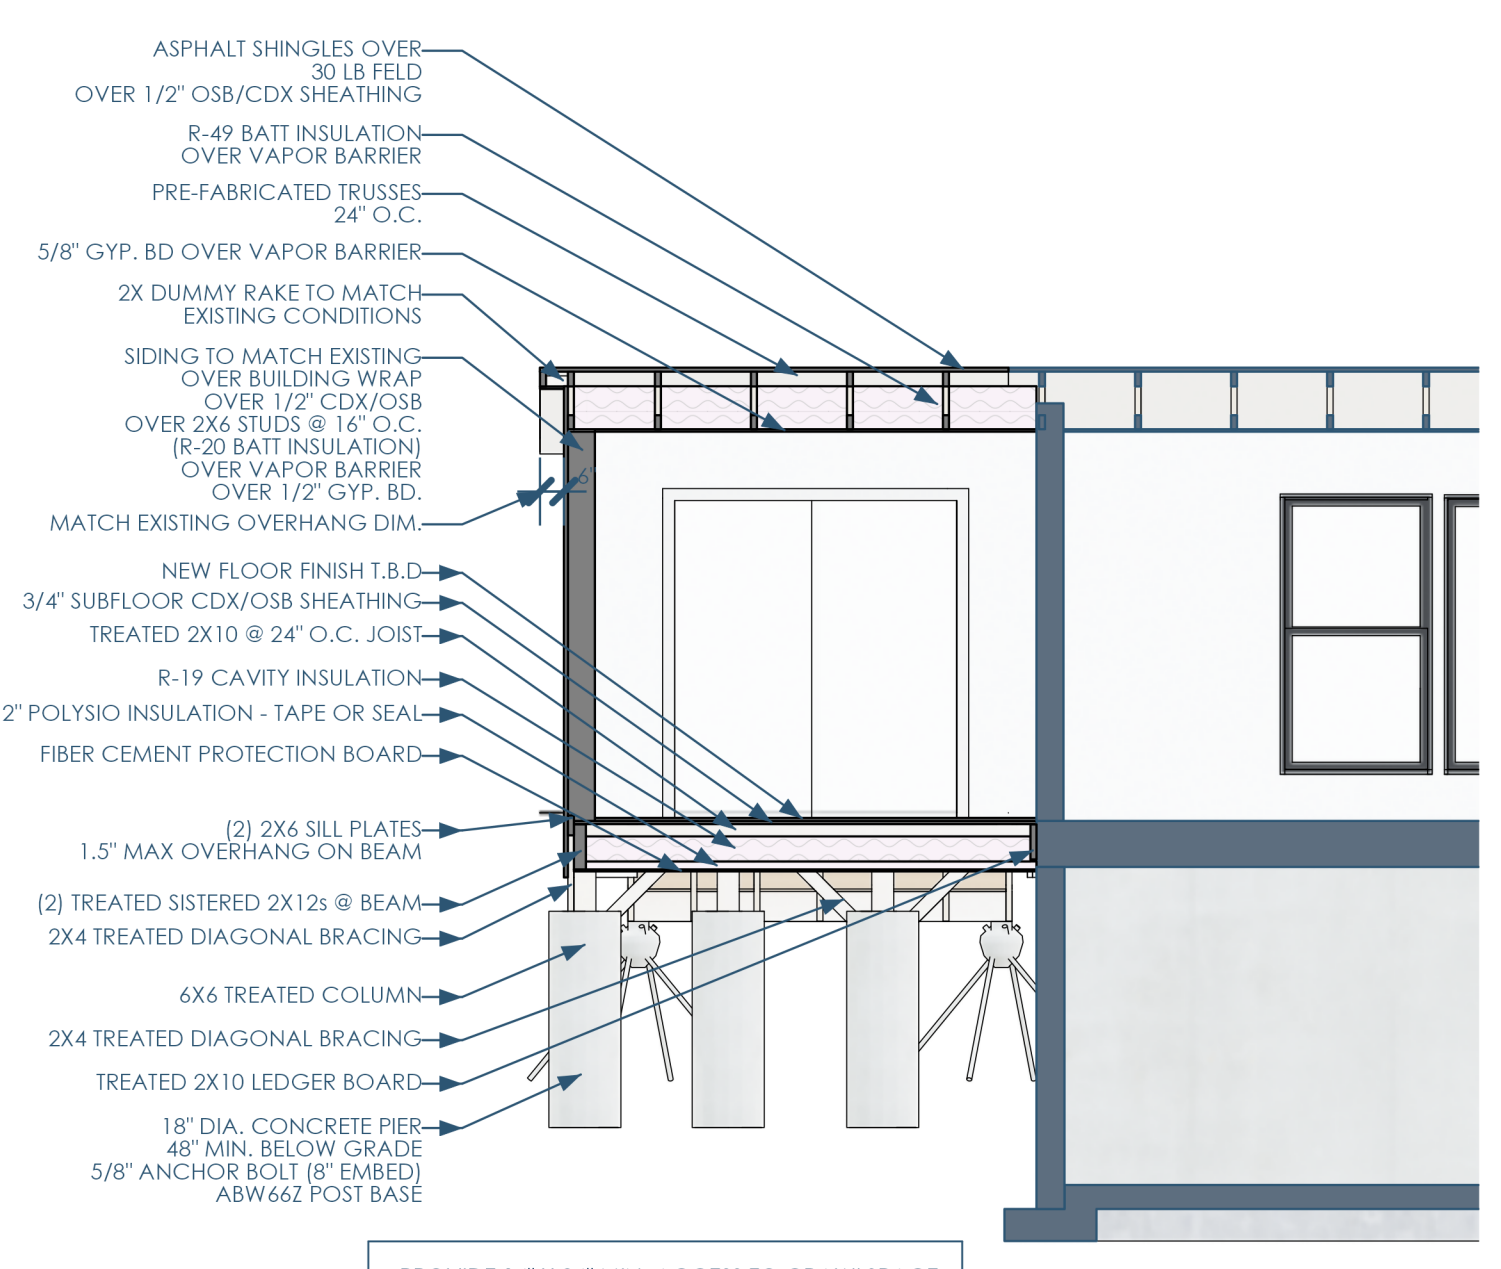 ASPHALT SHINGLES OVER
30 LB FELD
OVER 1/2" OSB/CDX SHEATHING
R-49 BATT INSULATION
OVER VAPOR BARRIER
PRE-FABRICATED TRUSSES
24" O.C.
5/8" GYP. BD OVER VAPOR BARRIER
2X DUMMY RAKE TO MATCH
EXISTING CONDITIONS
SIDING TO MATCH EXISTING
OVER BUILDING WRAP
OVER 1/2" CDX/OSB
OVER 2X6 STUDS @ 16" O.C.
(R-20 BATT INSULATION)
OVER VAPOR BARRIER
OVER 1/2" GYP. BD.
6"
MATCH EXISTING OVERHANG DIM.
NEW FLOOR FINISH T.B.D
3/4" SUBFLOOR CDX/OSB SHEATHING
TREATED 2X10 @ 24" O.C. JOIST
R-19 CAVITY INSULATION
2" POLYSIO INSULATION - TAPE OR SEAL
FIBER CEMENT PROTECTION BOARD
(2) 2X6 SILL PLATES
1.5" MAX OVERHANG ON BEAM
(2) TREATED SISTERED 2X12s @ BEAM
2X4 TREATED DIAGONAL BRACING
6X6 TREATED COLUMN
2X4 TREATED DIAGONAL BRACING
TREATED 2X10 LEDGER BOARD
18" DIA. CONCRETE PIER
48" MIN. BELOW GRADE
5/8" ANCHOR BOLT (8" EMBED)
ABW66Z POST BASE